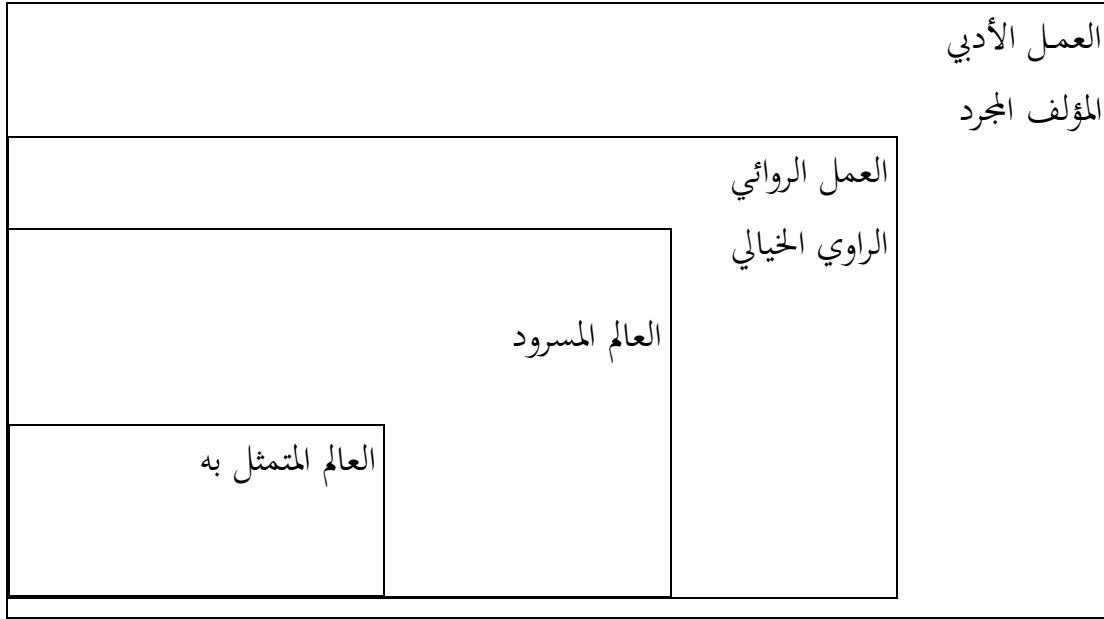 العمل الأدبي
المؤلف المجرد
العمل الروائي
الراوي الخيالي
العالم المسرود
العالم المتمثل به